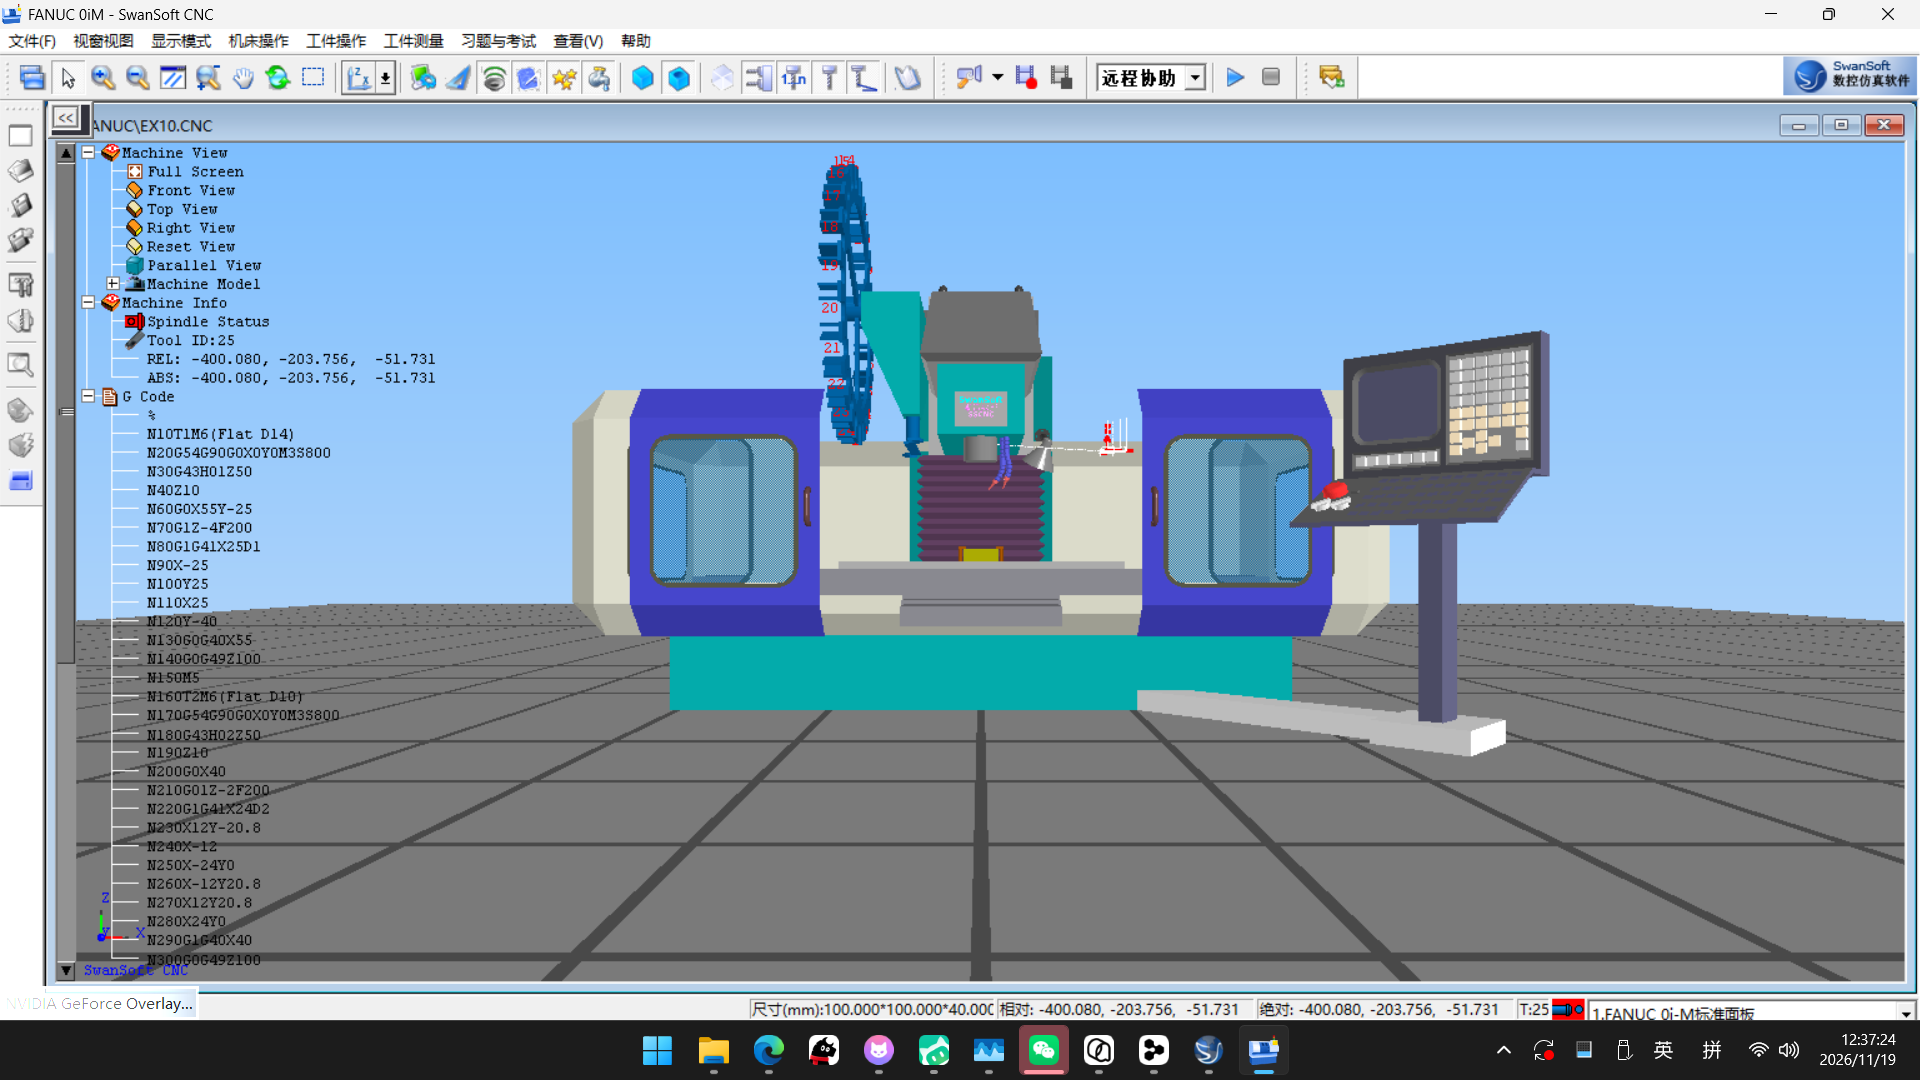 FANUC 0iM - SwanSoft CNC
文件(F) 视窗视图 显示模式 机床操作 工件操作 工件测量 习题与考试 查看(V) 帮助
远程协助
SwanSoft
数控仿真软件
<<
ANUC\EX10.CNC
Machine View
Full Screen
Front View
Top View
Right View
Reset View
Parallel View
Machine Model
Machine Info
Spindle Status
Tool ID:25
REL: -400.080, -203.756, -51.731
ABS: -400.080, -203.756, -51.731
G Code
%
N10T1M6(Flat D14)
N20G54G90G0X0Y0M3S800
N30G43H01Z50
N40Z10
N60G0X55Y-25
N70G1Z-4F200
N80G1G41X25D1
N90X-25
N100Y25
N110X25
N120Y-40
N130G0G40X55
N140G0G49Z100
N150M5
N160T2M6(Flat D10)
N170G54G90G0X0Y0M3S800
N180G43H02Z50
N190Z10
N200G0X40
N210G01Z-2F200
N220G1G41X24D2
N230X12Y-20.8
N240X-12
N250X-24Y0
N260X-12Y20.8
N270X12Y20.8
N280X24Y0
N290G1G40X40
N300G0G49Z100
17
18
19
20
21
22
23
SwanSoft
SSCNC
Z
Y
X
SwanSoft CNC
NVIDIA GeForce Overlay...
尺寸(mm):100.000*100.000*40.000 相对: -400.080, -203.756, -51.731 绝对: -400.080, -203.756, -51.731 T:25 1.FANUC 0i-M标准面板
英 拼 12:37:24
2026/11/19